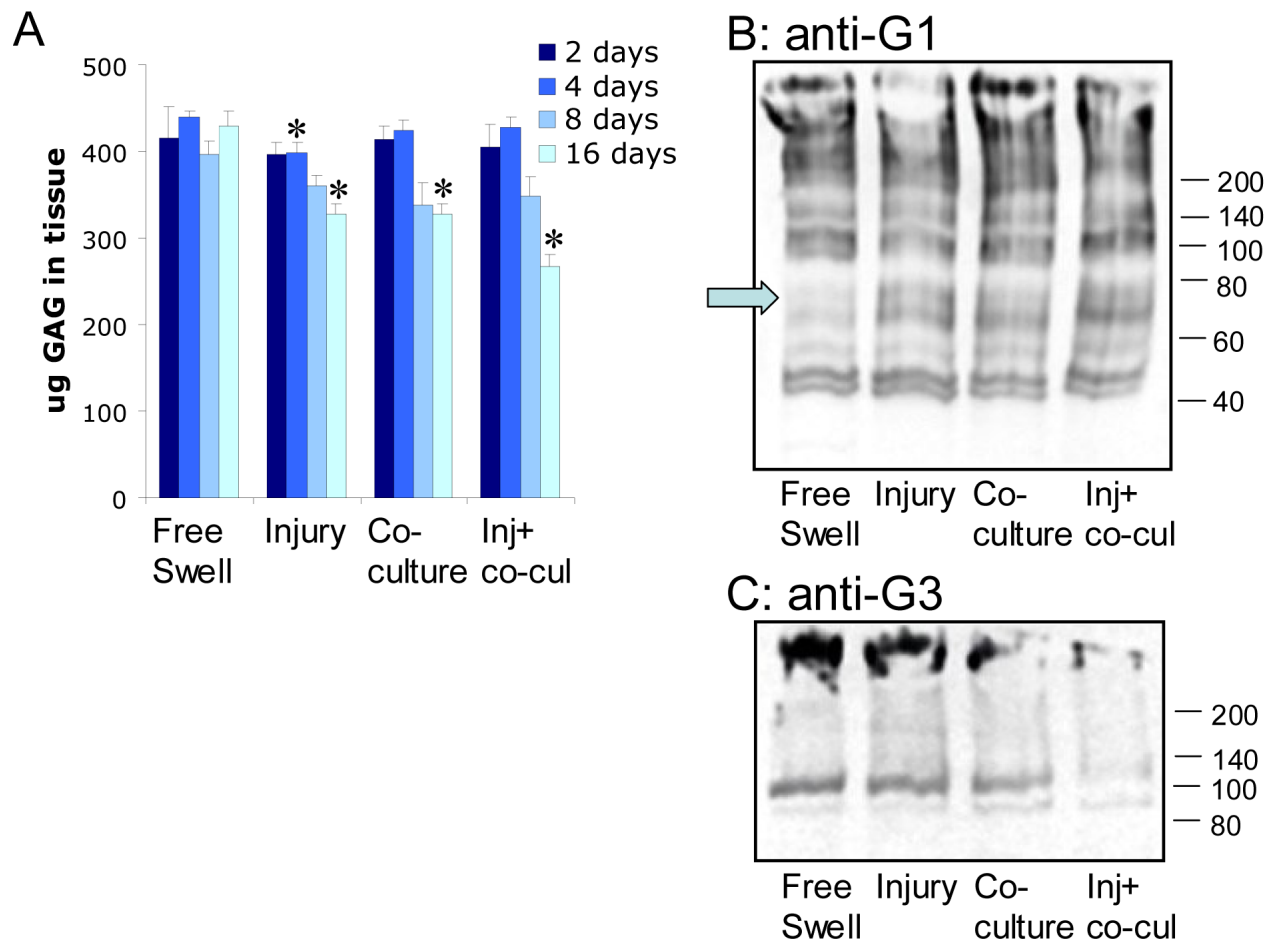 A
2 days
4 days
8 days
16 days
500
400
300
200
100
0
ug GAG in tissue
*
*
*
*
Free
Swell
Injury
Co-
culture
Inj+
co-cul
B: anti-G1
200
140
100
80
60
40
Free
Swell
Injury
Co-
culture
Inj+
co-cul
C: anti-G3
200
140
100
80
Free
Swell
Injury
Co-
culture
Inj+
co-cul